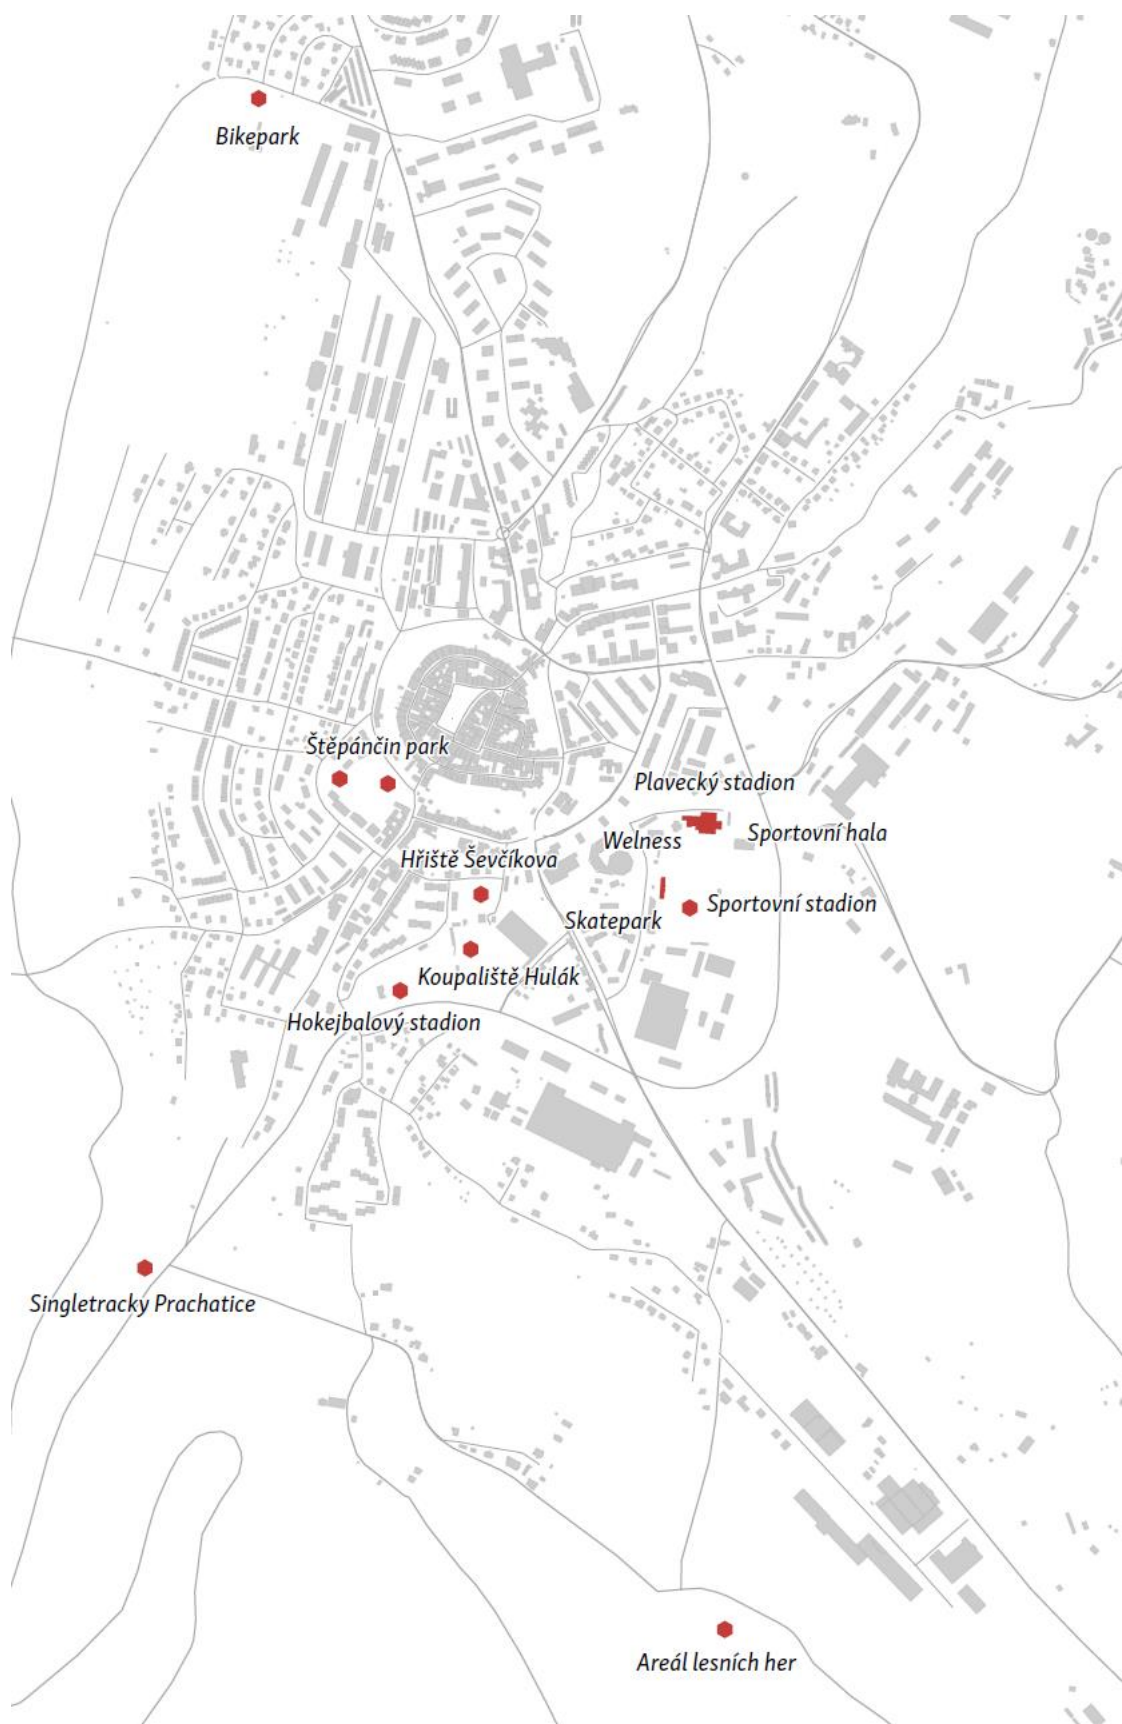 Bikepark
Štěpánčin park
Plavecký stadion
Sportovní hala
Welness
Hřiště Ševčíkova
Sportovní stadion
Skatepark
Koupaliště Hulák
Hokejbalový stadion
Singletracky Prachatice
Areál lesních her